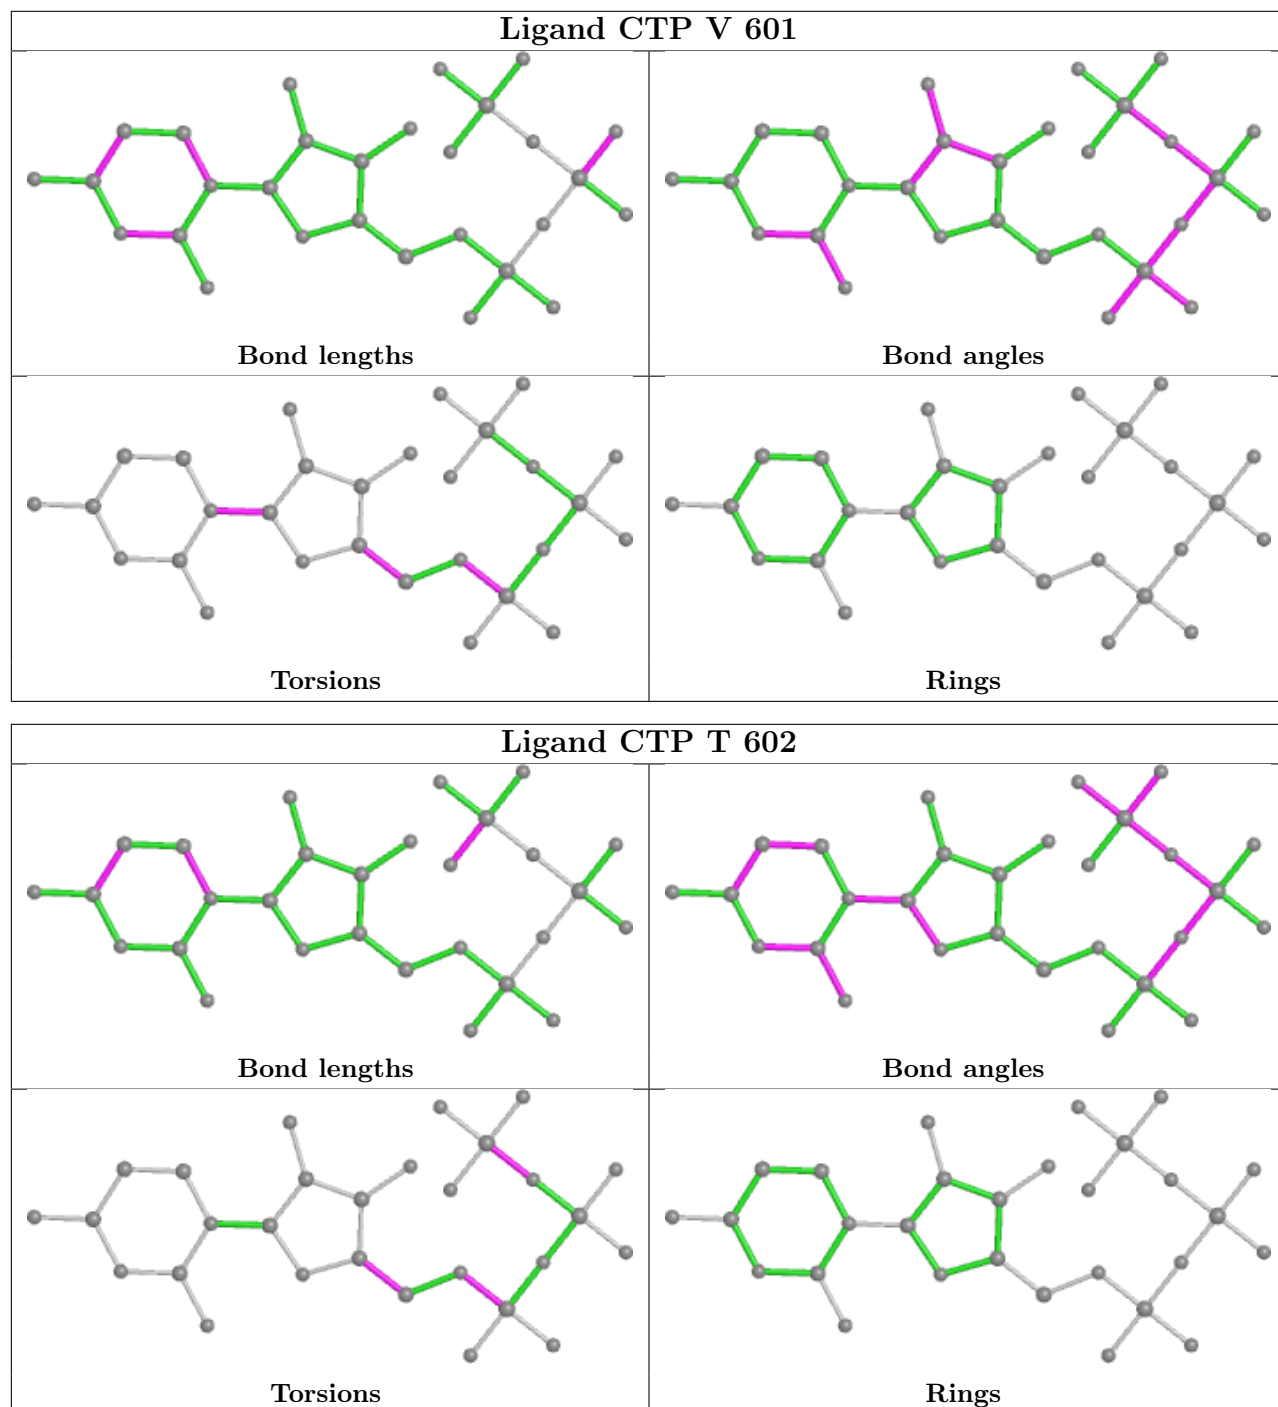 Ligand CTP V 601
Bond lengths
Bond angles
Torsions
Rings
Ligand CTP T 602
Bond lengths
Bond angles
Torsions
Rings